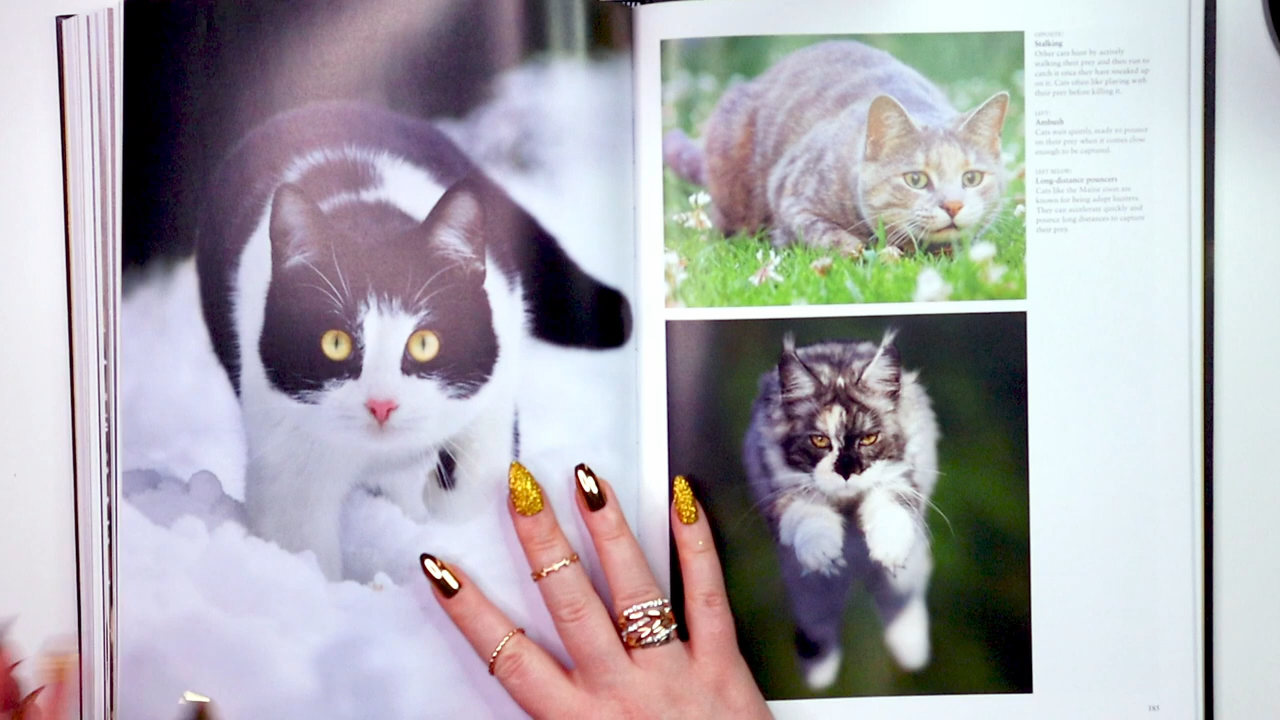 OPPOSITE:
Stalking
Other cats hunt by actively
stalking their prey and then run to
catch it once they have sneaked up
on it. Cats often like playing with
their prey before killing it.
LEFT:
Ambush
Cats wait quietly, ready to pounce
on their prey when it comes close
enough to be captured.
LEFT BELOW:
Long-distance pouncers
Cats like the Maine coon are
known for being adept hunters.
They can accelerate quickly and
pounce long distances to capture
their prey.
185